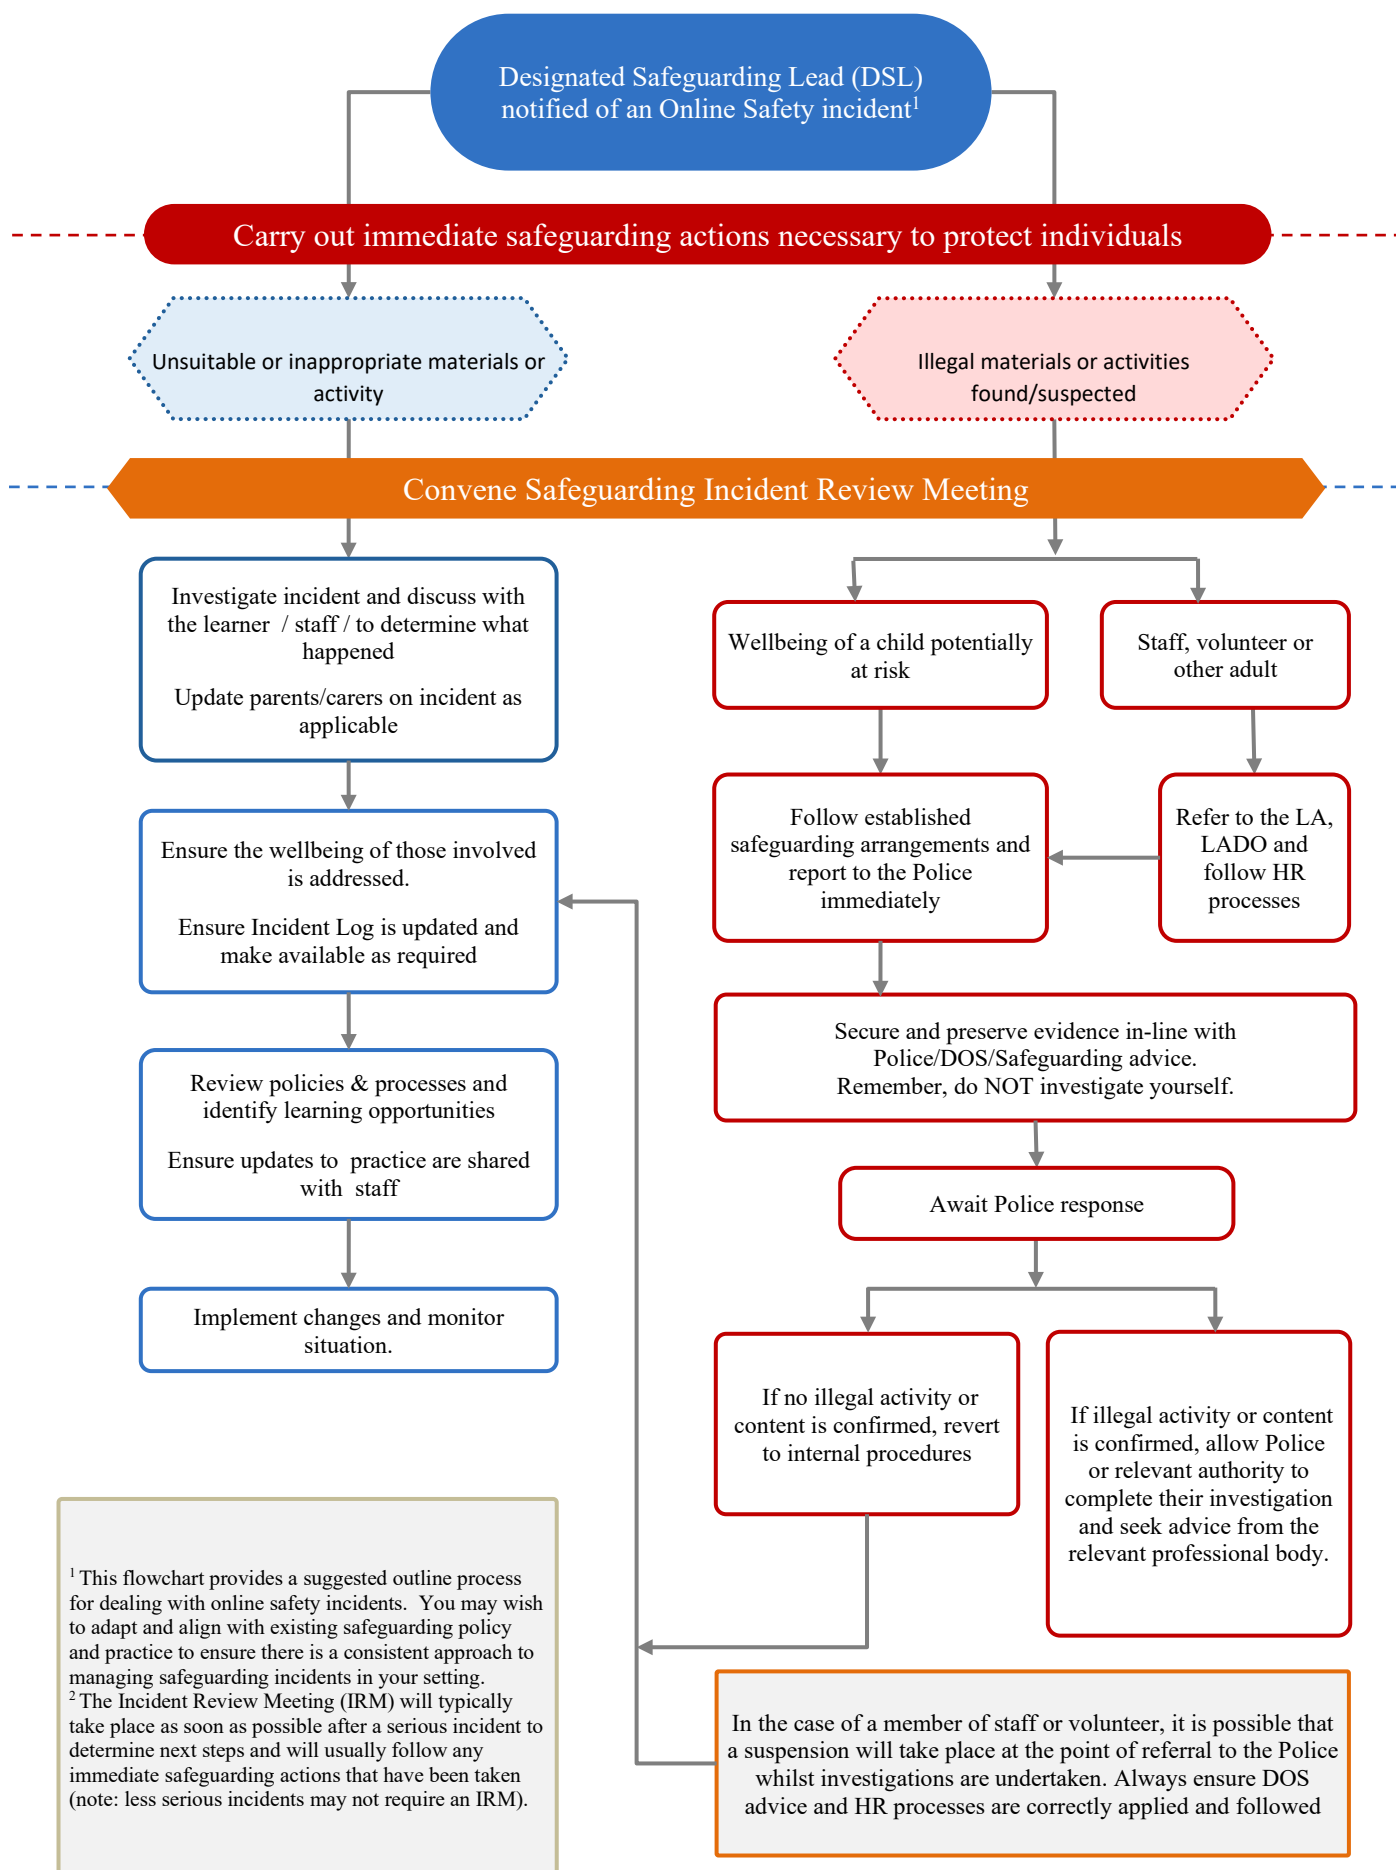 Designated Safeguarding Lead (DSL)
notified of an Online Safety incident¹
Carry out immediate safeguarding actions necessary to protect individuals
Unsuitable or inappropriate materials or
activity
Illegal materials or activities
found/suspected
Convene Safeguarding Incident Review Meeting
Investigate incident and discuss with
the learner / staff / to determine what
happened
Update parents/carers on incident as
applicable
Ensure the wellbeing of those involved
is addressed.
Ensure Incident Log is updated and
make available as required
Review policies & processes and
identify learning opportunities
Ensure updates to practice are shared
with staff
Implement changes and monitor
situation.
Wellbeing of a child potentially
at risk
Staff, volunteer or
other adult
Follow established
safeguarding arrangements and
report to the Police
immediately
Refer to the LA,
LADO and
follow HR
processes
Secure and preserve evidence in-line with
Police/DOS/Safeguarding advice.
Remember, do NOT investigate yourself.
Await Police response
If no illegal activity or
content is confirmed, revert
to internal procedures
If illegal activity or content
is confirmed, allow Police
or relevant authority to
complete their investigation
and seek advice from the
relevant professional body.
¹ This flowchart provides a suggested outline process
for dealing with online safety incidents. You may wish
to adapt and align with existing safeguarding policy
and practice to ensure there is a consistent approach to
managing safeguarding incidents in your setting.
² The Incident Review Meeting (IRM) will typically
take place as soon as possible after a serious incident to
determine next steps and will usually follow any
immediate safeguarding actions that have been taken
(note: less serious incidents may not require an IRM).
In the case of a member of staff or volunteer, it is possible that
a suspension will take place at the point of referral to the Police
whilst investigations are undertaken. Always ensure DOS
advice and HR processes are correctly applied and followed